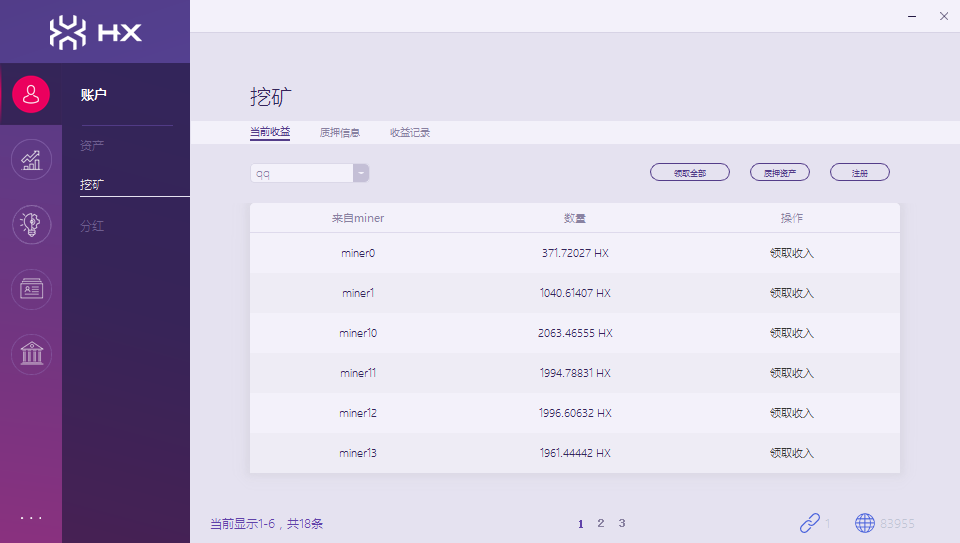 HX
账户
资产
挖矿
分红
挖矿
当前收益 质押信息 收益记录
qq
领取全部 质押资产 注册
来自miner 数量 操作
miner0 371.72027 HX 领取收入
miner1 1040.61407 HX 领取收入
miner10 2063.46555 HX 领取收入
miner11 1994.78831 HX 领取收入
miner12 1996.60632 HX 领取收入
miner13 1961.44442 HX 领取收入
当前显示1-6，共18条 1 2 3 1 83955